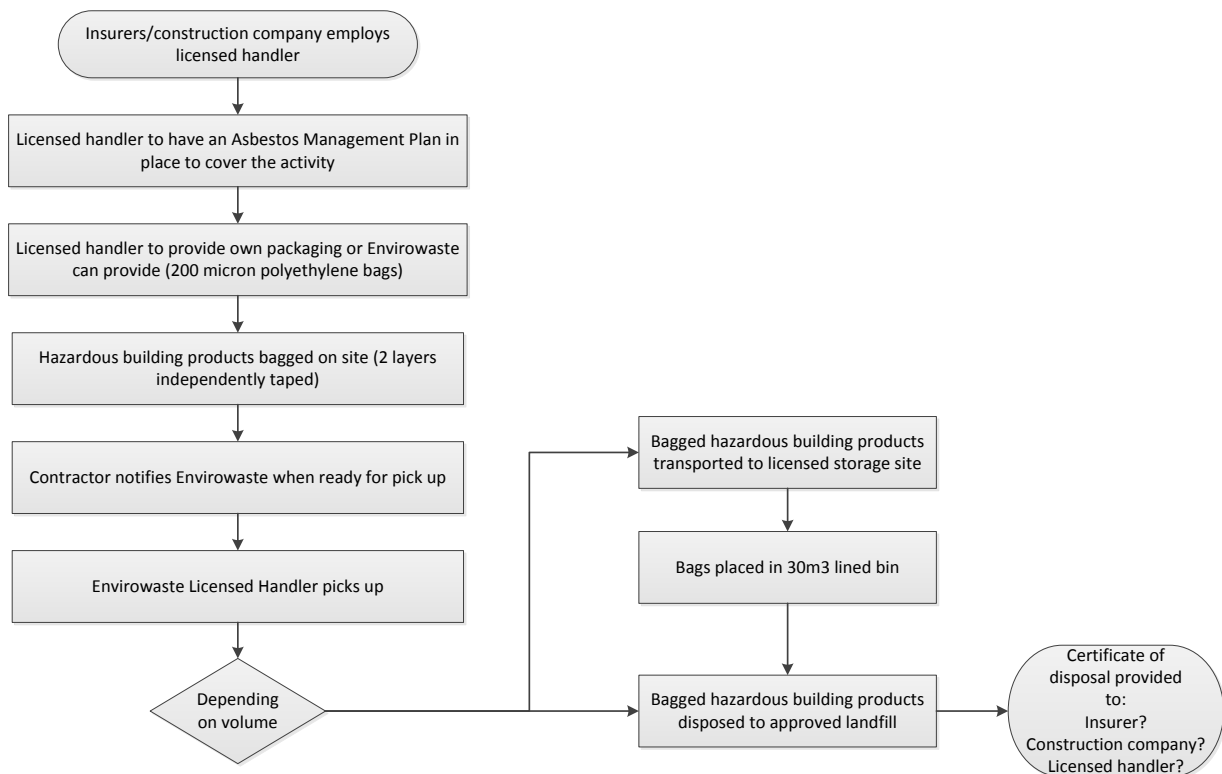 Insurers/construction company employs
licensed handler
Licensed handler to have an Asbestos Management Plan in
place to cover the activity
Licensed handler to provide own packaging or Envirowaste
can provide (200 micron polyethylene bags)
Hazardous building products bagged on site (2 layers
independently taped)
Contractor notifies Envirowaste when ready for pick up
Envirowaste Licensed Handler picks up
Depending
on volume
Bagged hazardous building products
transported to licensed storage site
Bags placed in 30m3 lined bin
Bagged hazardous building products
disposed to approved landfill
Certificate of
disposal provided
to:
Insurer?
Construction company?
Licensed handler?